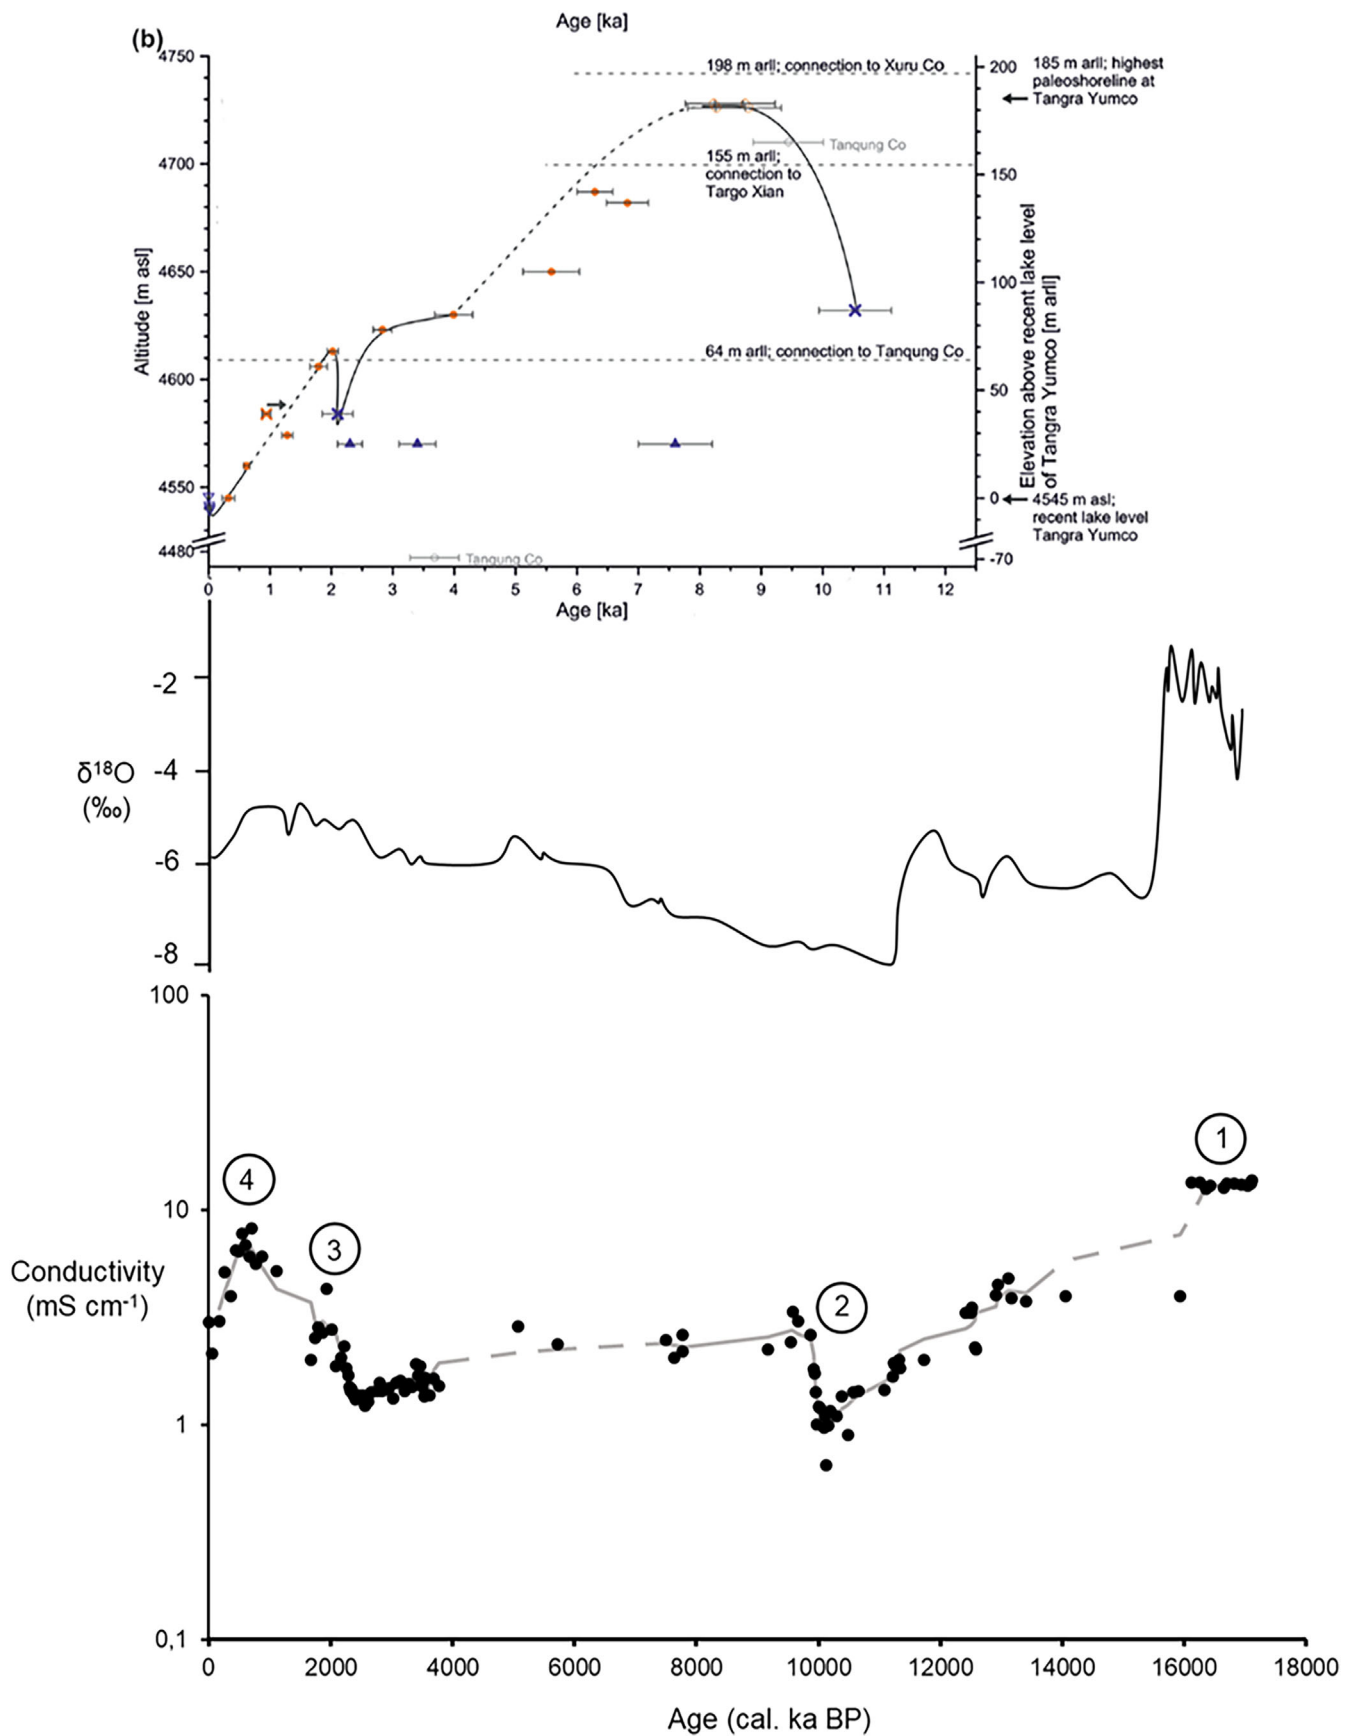 Age [ka]
(b)
4750
4700
4650
4600
4550
4480
Altitude [m asl]
198 m arll; connection to Xuru Co
Tanqung Co
155 m arll;
connection to
Targo Xian
64 m arll; connection to Tanqung Co
Tanqung Co
200
150
100
50
0
-70
185 m arll; highest
paleoshoreline at
Tangra Yumco
Elevation above recent lake level
of Tangra Yumco [m arll]
4545 m asl;
recent lake level
Tangra Yumco
0 1 2 3 4 5 6 7 8 9 10 11 12
Age [ka]
-2
-4
-6
-8
δ¹⁸O
(‰)
100
10
1
0,1
1
4
3
2
Conductivity
(mS cm⁻¹)
0 2000 4000 6000 8000 10000 12000 14000 16000 18000
Age (cal. ka BP)